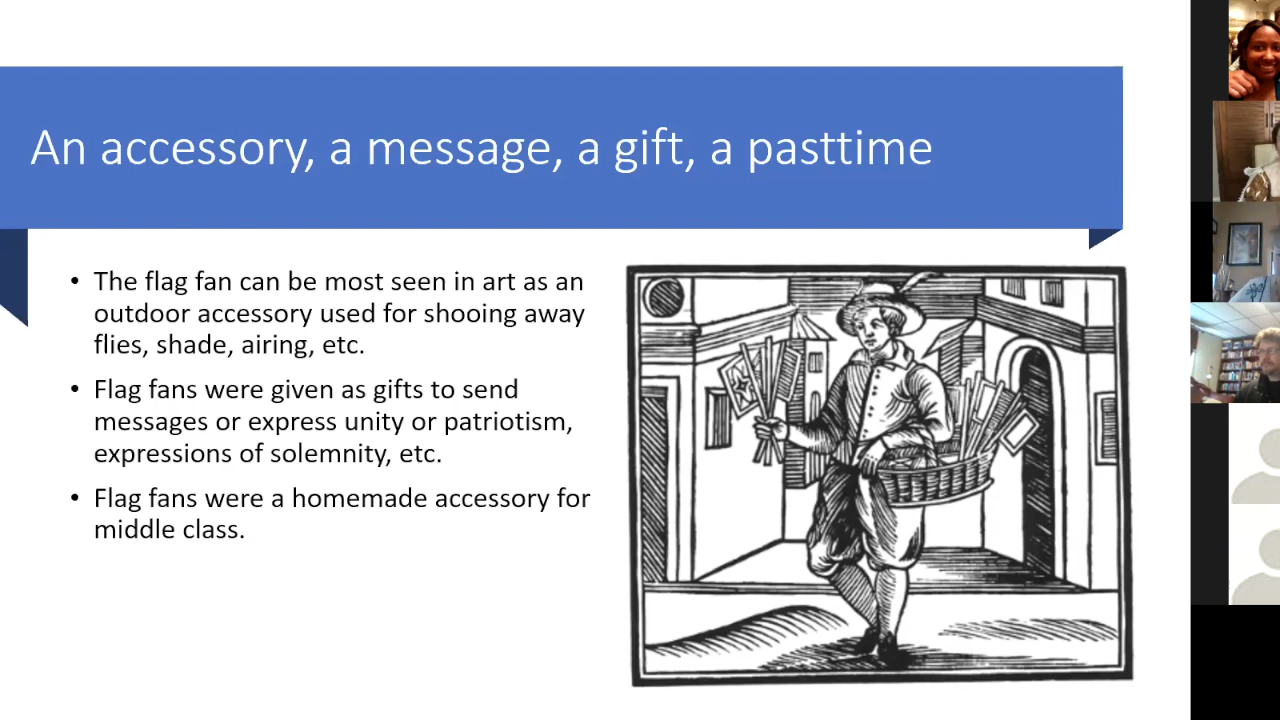 An accessory, a message, a gift, a pasttime
• The flag fan can be most seen in art as an
outdoor accessory used for shooing away
flies, shade, airing, etc.
• Flag fans were given as gifts to send
messages or express unity or patriotism,
expressions of solemnity, etc.
• Flag fans were a homemade accessory for
middle class.